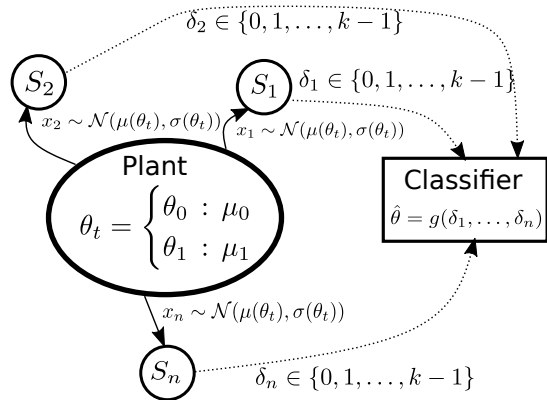 δ₂ ∈ {0, 1, . . . , k − 1}
S₂
S₁
δ₁ ∈ {0, 1, . . . , k − 1}
x₂ ∼ 𝒩(μ(θₜ), σ(θₜ))
x₁ ∼ 𝒩(μ(θₜ), σ(θₜ))
Plant
θₜ = { θ₀ : μ₀
θ₁ : μ₁
Classifier
θ̂ = g(δ₁, . . . , δₙ)
xₙ ∼ 𝒩(μ(θₜ), σ(θₜ))
Sₙ
δₙ ∈ {0, 1, . . . , k − 1}